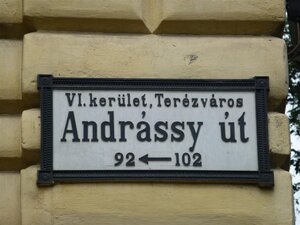 VI. kerület, Terézváros
Andrássy út
92 ← 102